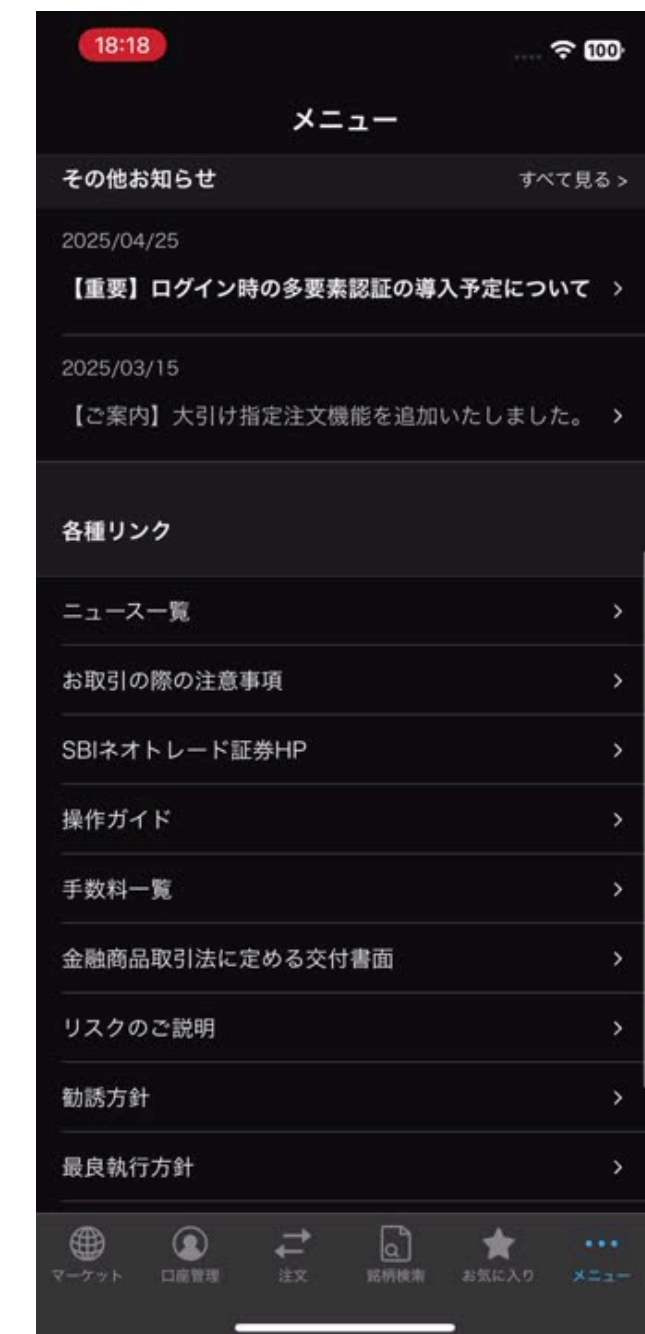 18:18
100
メニュー
その他お知らせ
すべて見る >
2025/04/25
【重要】ログイン時の多要素認証の導入予定について
2025/03/15
【ご案内】大引け指定注文機能を追加いたしました。
各種リンク
ニュース一覧
お取引の際の注意事項
SBIネオトレード証券HP
操作ガイド
手数料一覧
金融商品取引法に定める交付書面
リスクのご説明
勧誘方針
最良執行方針
マーケット
口座管理
注文
銘柄検索
お気に入り
メニュー